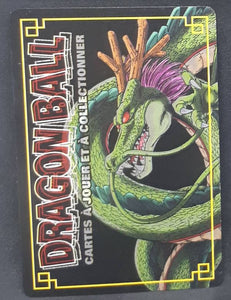 DRAGON BALL
CARTES À JOUER ET À COLLECTIONNER